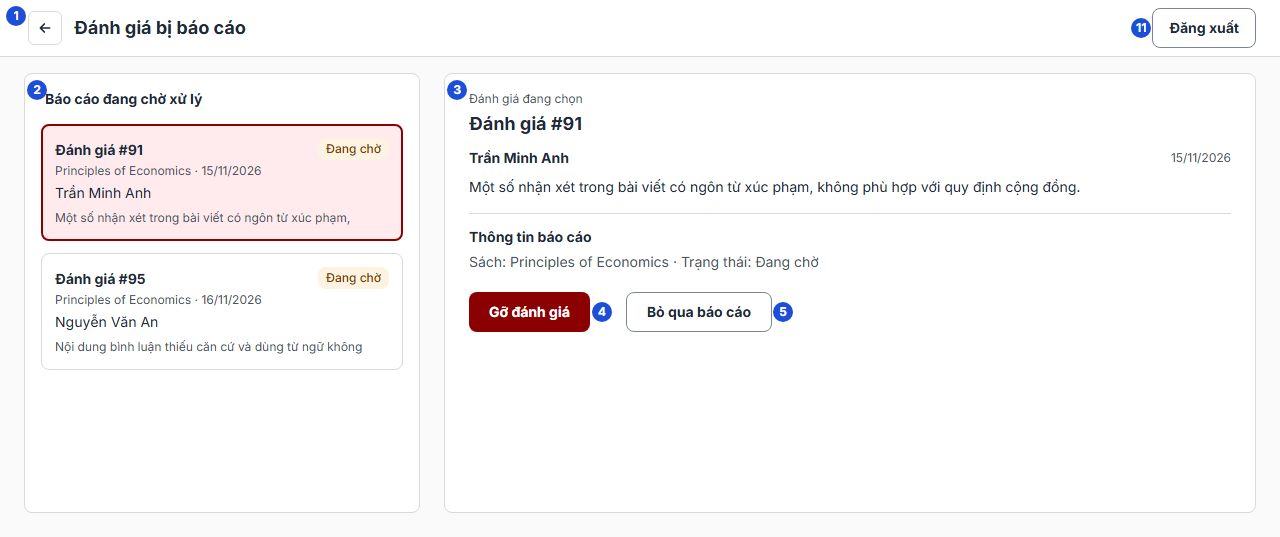 1
←
Đánh giá bị báo cáo
11
Đăng xuất
2
Báo cáo đang chờ xử lý
Đánh giá #91
Đang chờ
Principles of Economics · 15/11/2026
Trần Minh Anh
Một số nhận xét trong bài viết có ngôn từ xúc phạm,
Đánh giá #95
Đang chờ
Principles of Economics · 16/11/2026
Nguyễn Văn An
Nội dung bình luận thiếu căn cứ và dùng từ ngữ không
3
Đánh giá đang chọn
Đánh giá #91
Trần Minh Anh
15/11/2026
Một số nhận xét trong bài viết có ngôn từ xúc phạm, không phù hợp với quy định cộng đồng.
Thông tin báo cáo
Sách: Principles of Economics · Trạng thái: Đang chờ
Gỡ đánh giá
4
Bỏ qua báo cáo
5